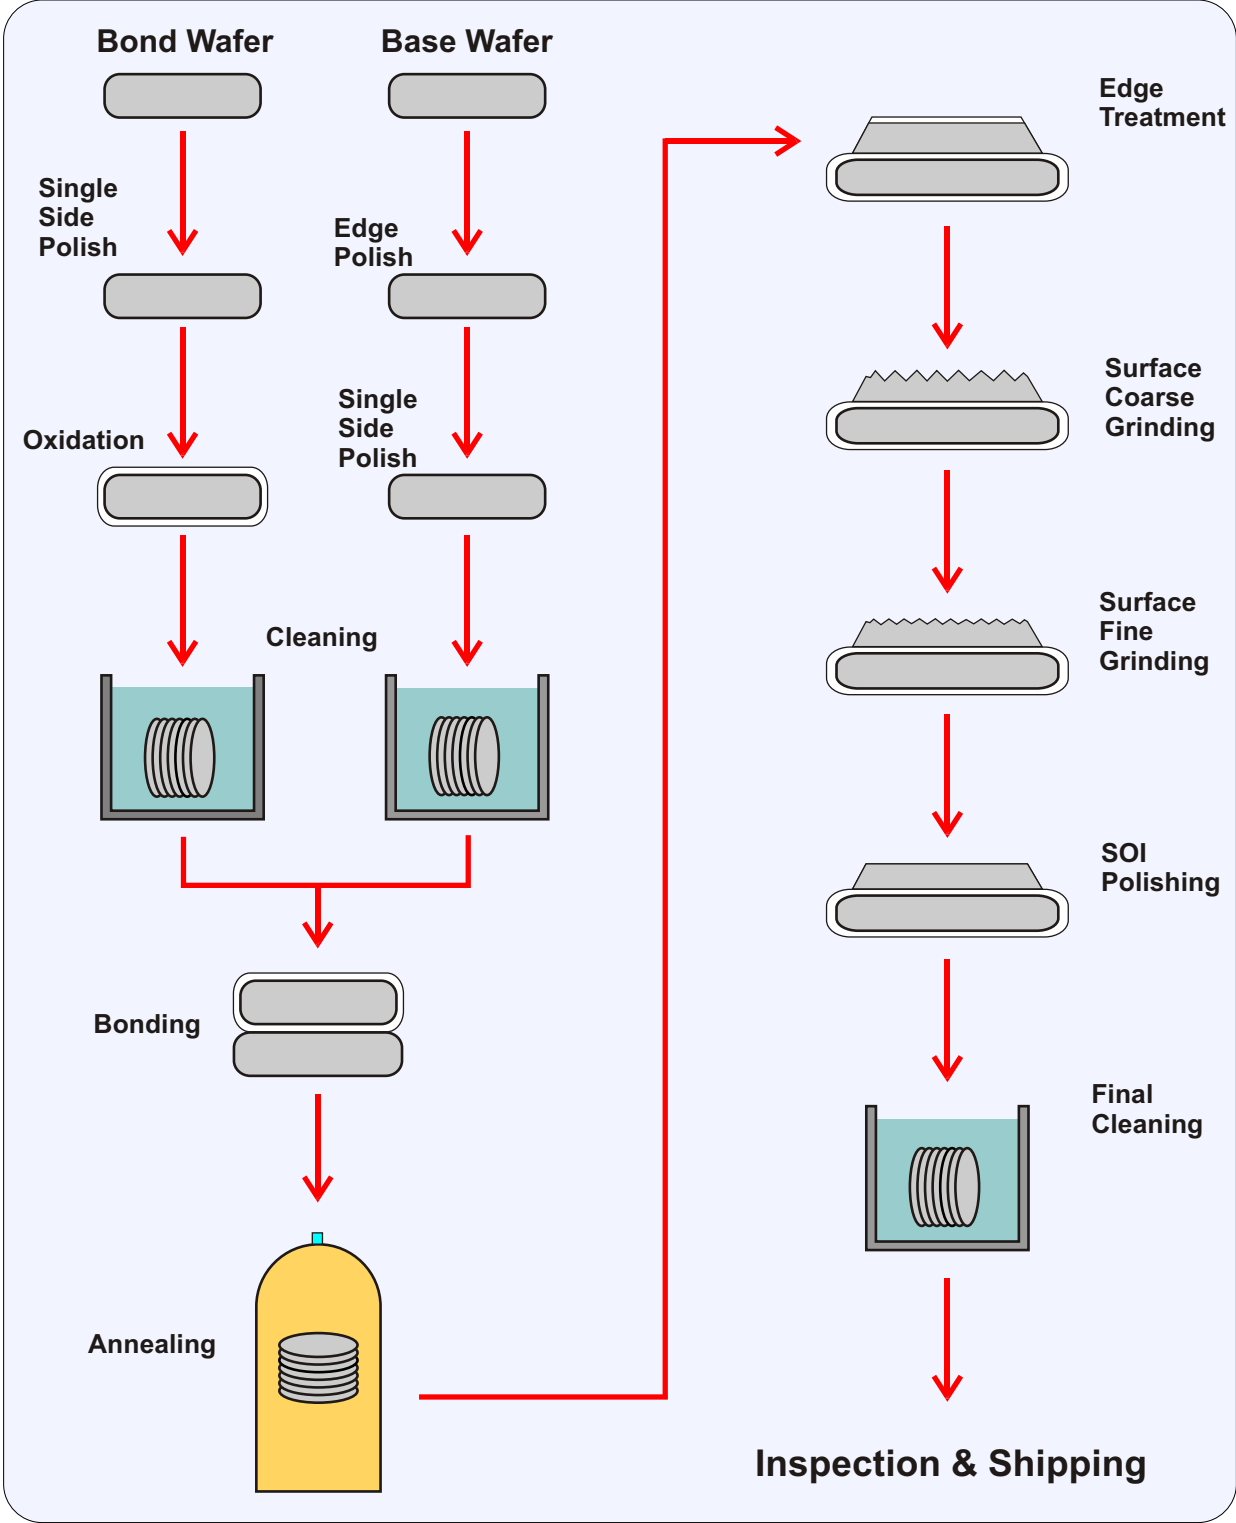 Bond Wafer
Base Wafer
Single
Side
Polish
Edge
Polish
Oxidation
Single
Side
Polish
Cleaning
Bonding
Annealing
Edge
Treatment
Surface
Coarse
Grinding
Surface
Fine
Grinding
SOI
Polishing
Final
Cleaning
Inspection & Shipping